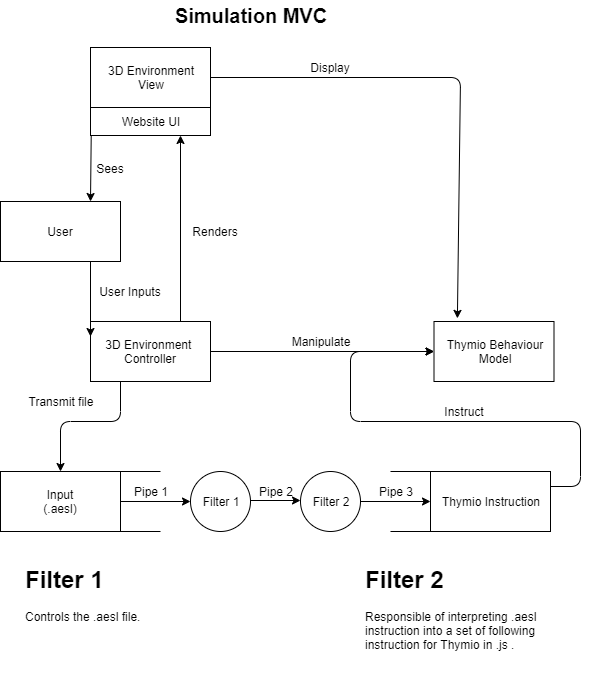 Simulation MVC
3D Environment
View
Display
Website UI
Sees
User
Renders
User Inputs
3D Environment
Controller
Manipulate
Thymio Behaviour
Model
Transmit file
Instruct
Input
(.aesl)
Pipe 1
Filter 1
Pipe 2
Filter 2
Pipe 3
Thymio Instruction
Filter 1
Controls the .aesl file.
Filter 2
Responsible of interpreting .aesl
instruction into a set of following
instruction for Thymio in .js .